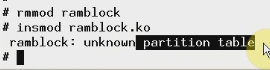 # rmmod ramblock
# insmod ramblock.ko
ramblock: unknown partition table
#